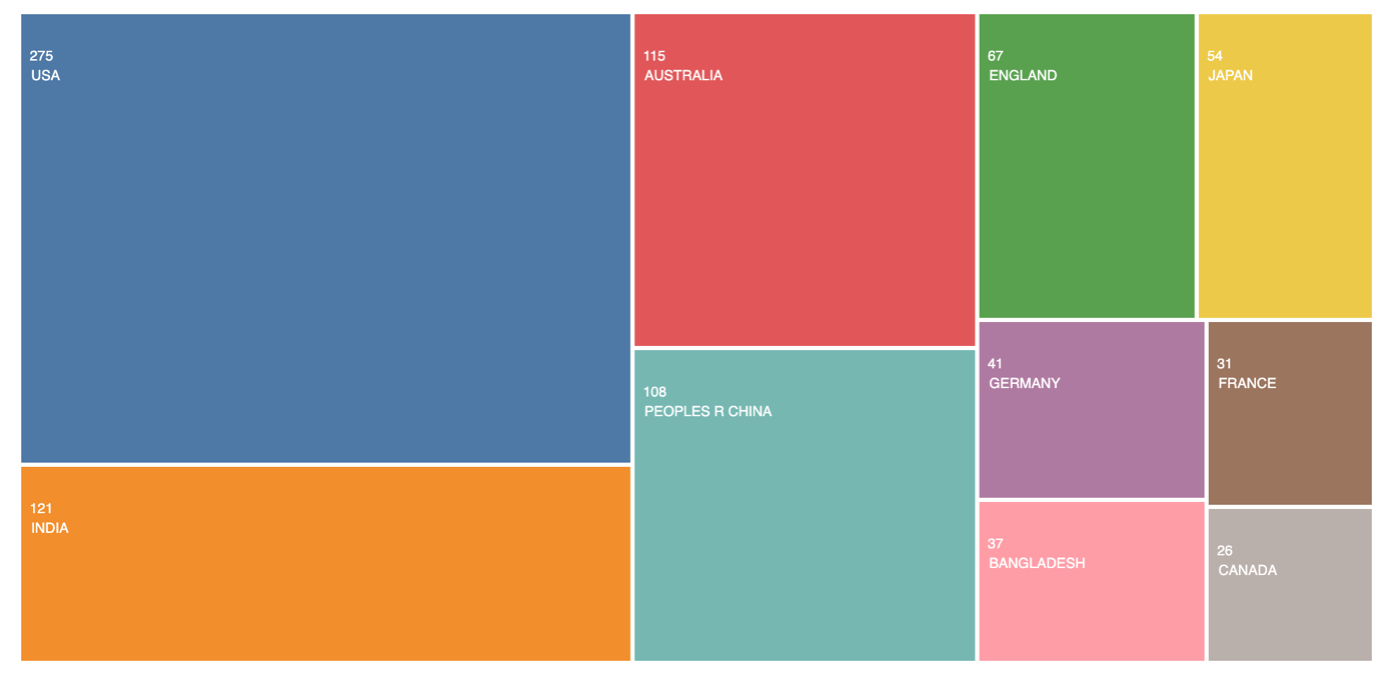 275
USA
115
AUSTRALIA
67
ENGLAND
54
JAPAN
108
PEOPLES R CHINA
41
GERMANY
31
FRANCE
121
INDIA
37
BANGLADESH
26
CANADA